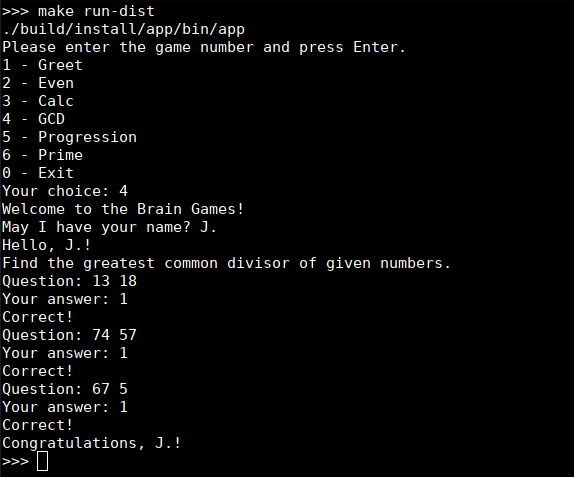 >>> make run-dist
./build/install/app/bin/app
Please enter the game number and press Enter.
1 - Greet
2 - Even
3 - Calc
4 - GCD
5 - Progression
6 - Prime
0 - Exit
Your choice: 4
Welcome to the Brain Games!
May I have your name? J.
Hello, J.!
Find the greatest common divisor of given numbers.
Question: 13 18
Your answer: 1
Correct!
Question: 74 57
Your answer: 1
Correct!
Question: 67 5
Your answer: 1
Correct!
Congratulations, J.!
>>>